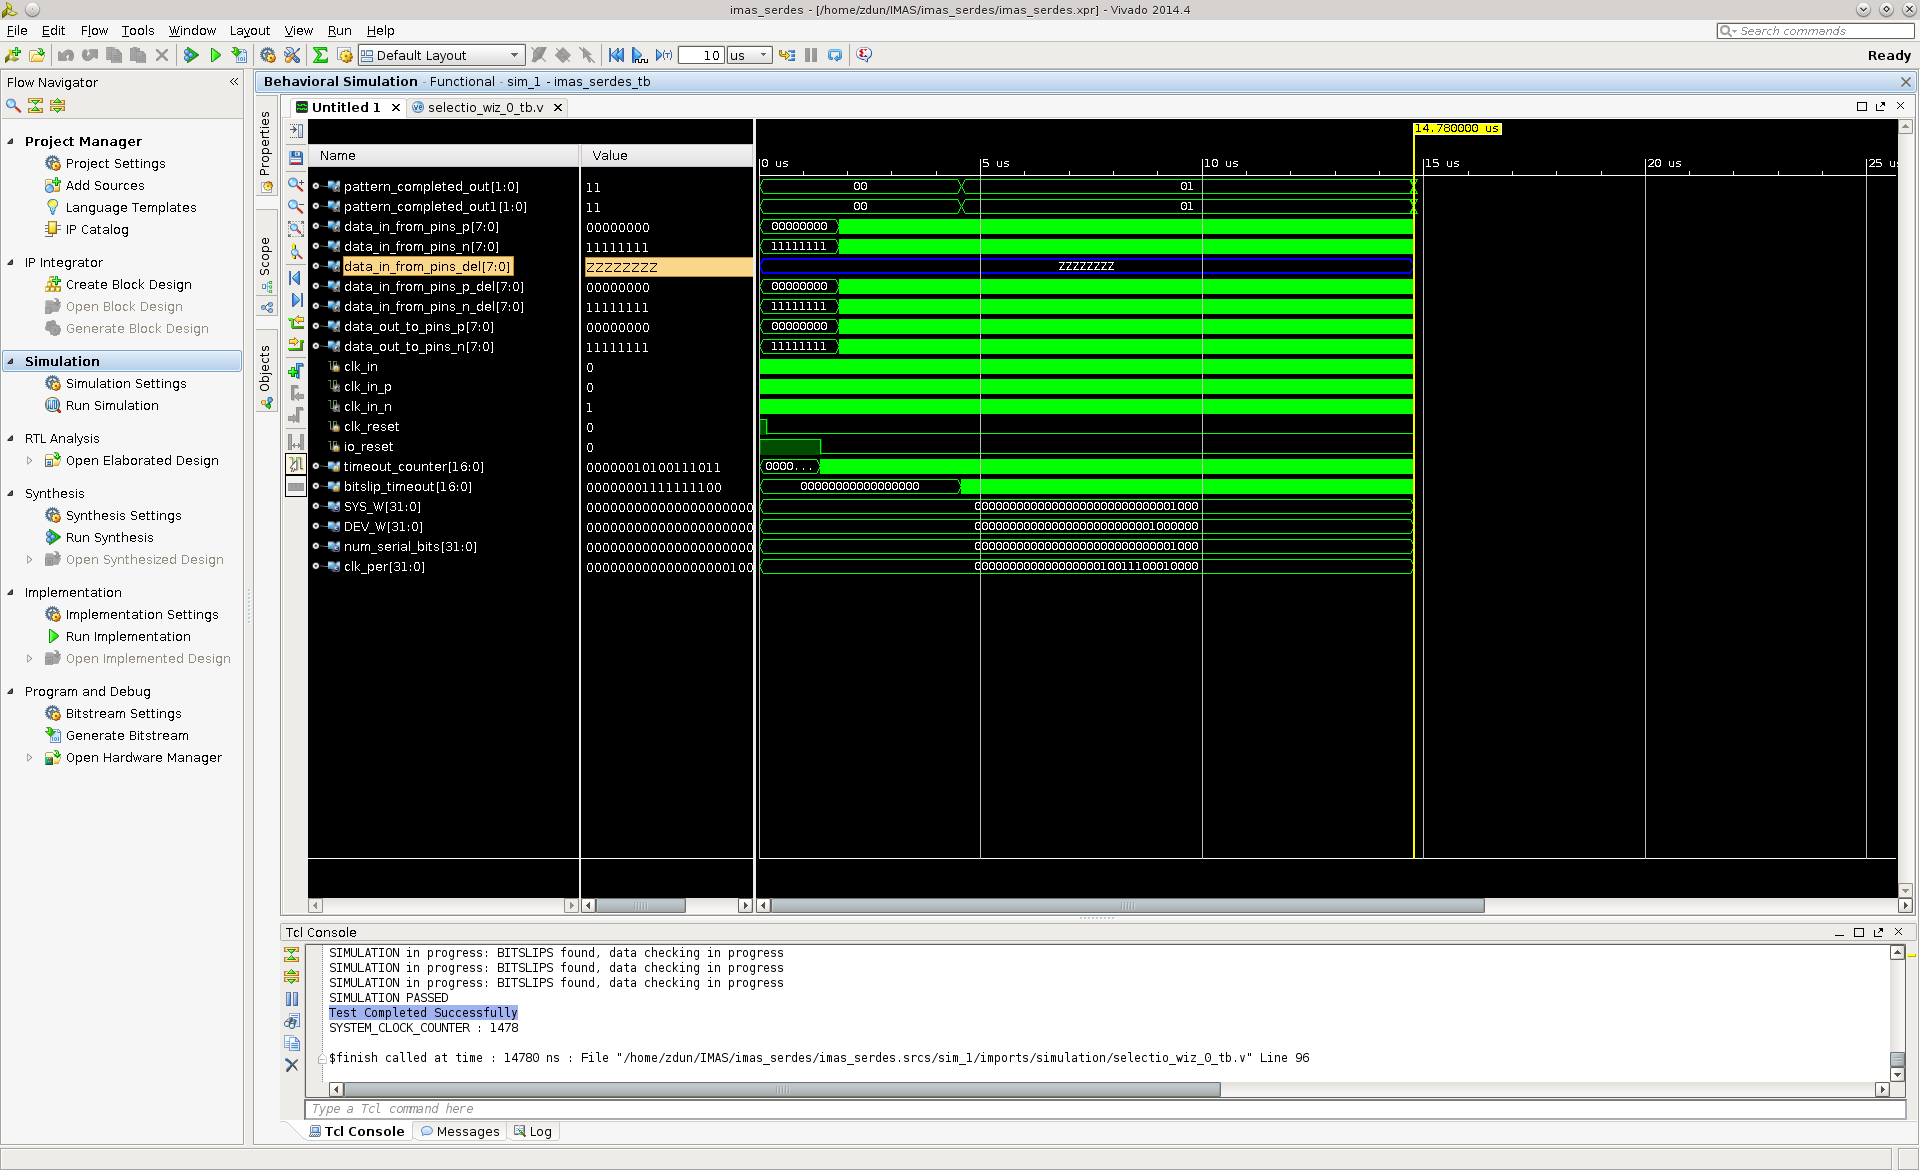 imas_serdes - [/home/zdun/IMAS/imas_serdes/imas_serdes.xpr] - Vivado 2014.4
File Edit Flow Tools Window Layout View Run Help
Search commands
Default Layout 10 us Ready
Flow Navigator
Project Manager
Project Settings
Add Sources
Language Templates
IP Catalog
IP Integrator
Create Block Design
Open Block Design
Generate Block Design
Simulation
Simulation Settings
Run Simulation
RTL Analysis
Open Elaborated Design
Synthesis
Synthesis Settings
Run Synthesis
Open Synthesized Design
Implementation
Implementation Settings
Run Implementation
Open Implemented Design
Program and Debug
Bitstream Settings
Generate Bitstream
Open Hardware Manager
Behavioral Simulation - Functional - sim_1 - imas_serdes_tb
Properties
Scope
Objects
Untitled 1 selectio_wiz_0_tb.v
14.780000 us
Name Value 0 us 5 us 10 us 15 us 20 us 25 us
pattern_completed_out[1:0] 11 00 01
pattern_completed_out1[1:0] 11 00 01
data_in_from_pins_p[7:0] 00000000 00000000
data_in_from_pins_n[7:0] 11111111 11111111
data_in_from_pins_del[7:0] ZZZZZZZZ ZZZZZZZZ
data_in_from_pins_p_del[7:0] 00000000 00000000
data_in_from_pins_n_del[7:0] 11111111 11111111
data_out_to_pins_p[7:0] 00000000 00000000
data_out_to_pins_n[7:0] 11111111 11111111
clk_in 0
clk_in_p 0
clk_in_n 1
clk_reset 0
io_reset 0
timeout_counter[16:0] 00000010100111011 0000...
bitslip_timeout[16:0] 00000001111111100 00000000000000000
SYS_W[31:0] 00000000000000000000000 00000000000000000000000000001000
DEV_W[31:0] 00000000000000000000000 00000000000000000000000001000000
num_serial_bits[31:0] 00000000000000000000000 00000000000000000000000000001000
clk_per[31:0] 00000000000000000000100 00000000000000000010011100010000
Tcl Console
SIMULATION in progress: BITSLIPS found, data checking in progress
SIMULATION in progress: BITSLIPS found, data checking in progress
SIMULATION in progress: BITSLIPS found, data checking in progress
SIMULATION PASSED
Test Completed Successfully
SYSTEM_CLOCK_COUNTER : 1478
$finish called at time : 14780 ns : File "/home/zdun/IMAS/imas_serdes/imas_serdes.srcs/sim_1/imports/simulation/selectio_wiz_0_tb.v" Line 96
Type a Tcl command here
Tcl Console Messages Log